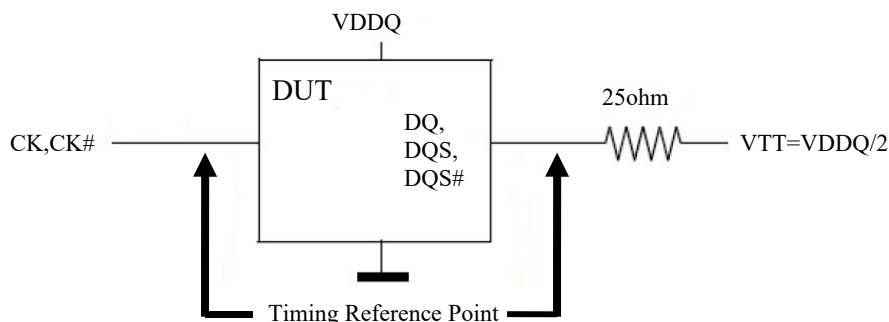 VDDQ
DUT
25ohm
DQ,
CK,CK#
DQS,
VTT=VDDQ/2
DQS#
Timing Reference Point